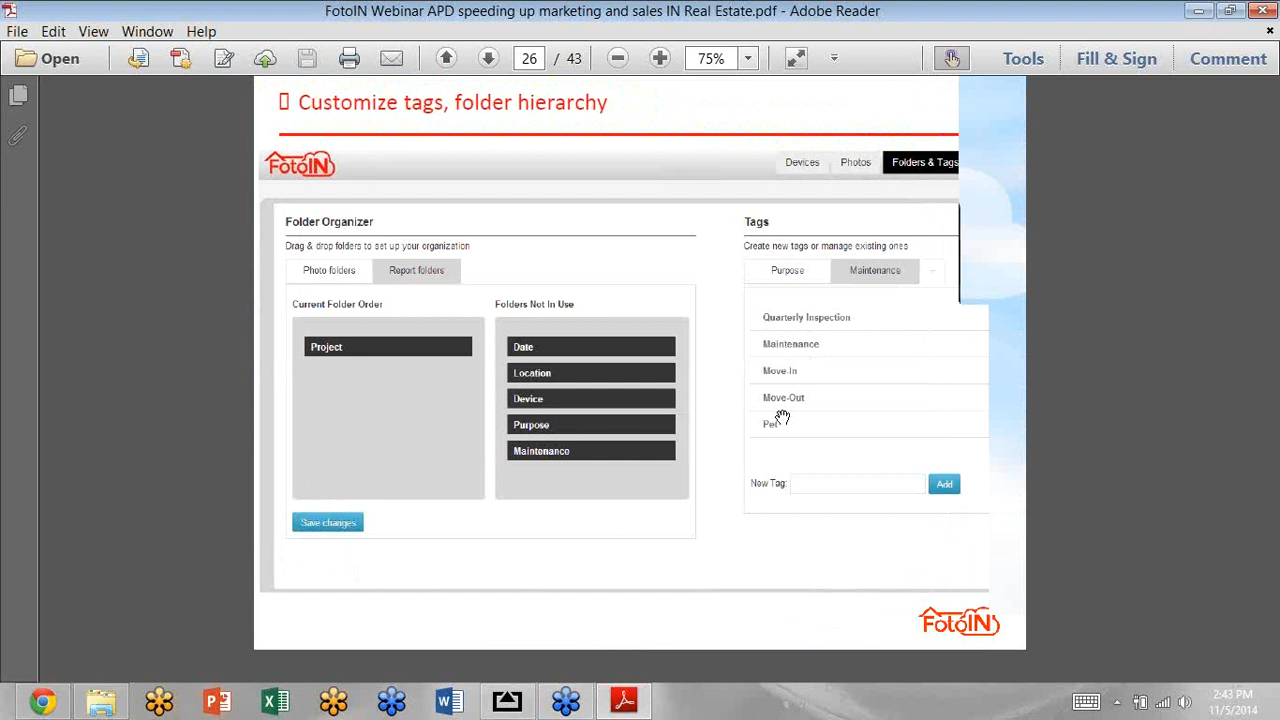 FotoIN Webinar APD speeding up marketing and sales IN Real Estate.pdf - Adobe Reader
File Edit View Window Help
Open 26 / 43 75% Tools Fill & Sign Comment
Customize tags, folder hierarchy
FotoIN Devices Photos Folders & Tags
Folder Organizer
Drag & drop folders to set up your organization
Photo folders Report folders
Current Folder Order Folders Not In Use
Project
Date
Location
Device
Purpose
Maintenance
Save changes
Tags
Create new tags or manage existing ones
Purpose Maintenance
Quarterly Inspection
Maintenance
Move-In
Move-Out
Pet
New Tag: Add
FotoIN
2:43 PM
11/5/2014